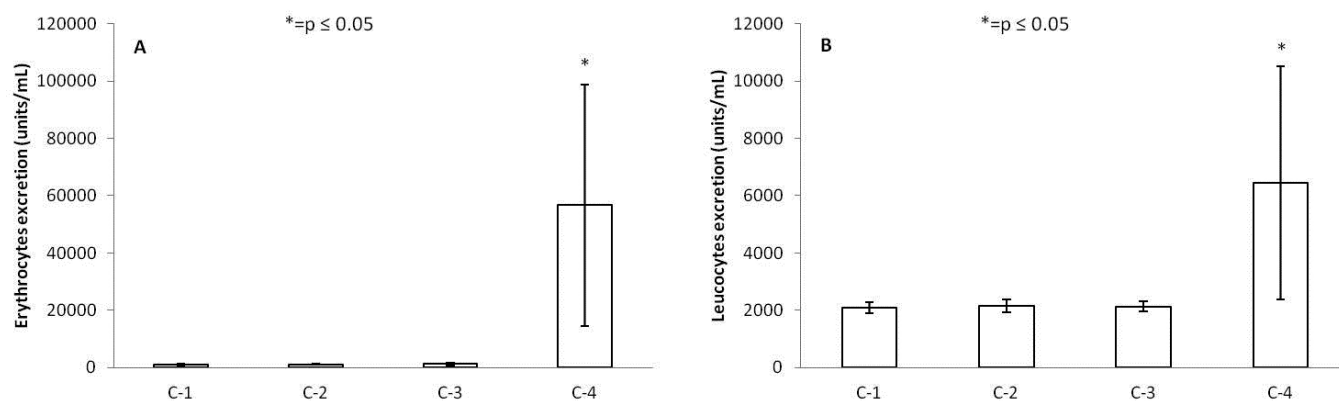 *=p ≤ 0.05
A
*
Erythrocytes excretion (units/mL)
120000
100000
80000
60000
40000
20000
0
C-1 C-2 C-3 C-4
*=p ≤ 0.05
B
*
Leucocytes excretion (units/mL)
12000
10000
8000
6000
4000
2000
0
C-1 C-2 C-3 C-4